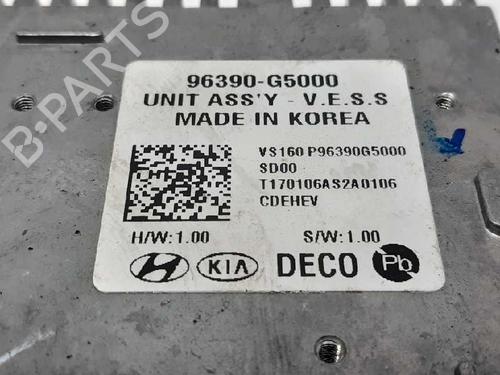 96390-G5000
UNIT ASS'Y - V.E.S.S
MADE IN KOREA
VS160 P96390G5000
SD00
T170106AS2A0106
CDEHEV
H/W:1.00 S/W:1.00
KIA DECO Pb
B-PARTS